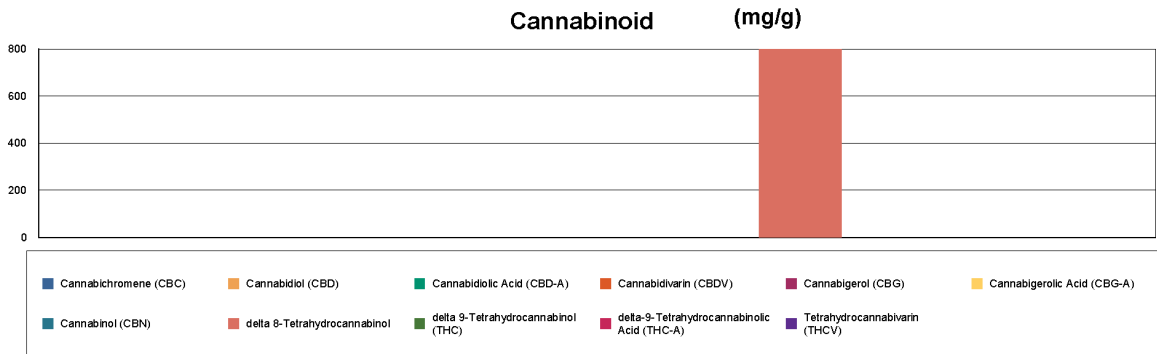 Cannabinoid (mg/g)
800
600
400
200
0
Cannabichromene (CBC) Cannabidiol (CBD) Cannabidiolic Acid (CBD-A) Cannabidivarin (CBDV) Cannabigerol (CBG) Cannabigerolic Acid (CBG-A)
Cannabinol (CBN) delta 8-Tetrahydrocannabinol delta 9-Tetrahydrocannabinol delta-9-Tetrahydrocannabinolic Tetrahydrocannabivarin
(THC) Acid (THC-A) (THCV)